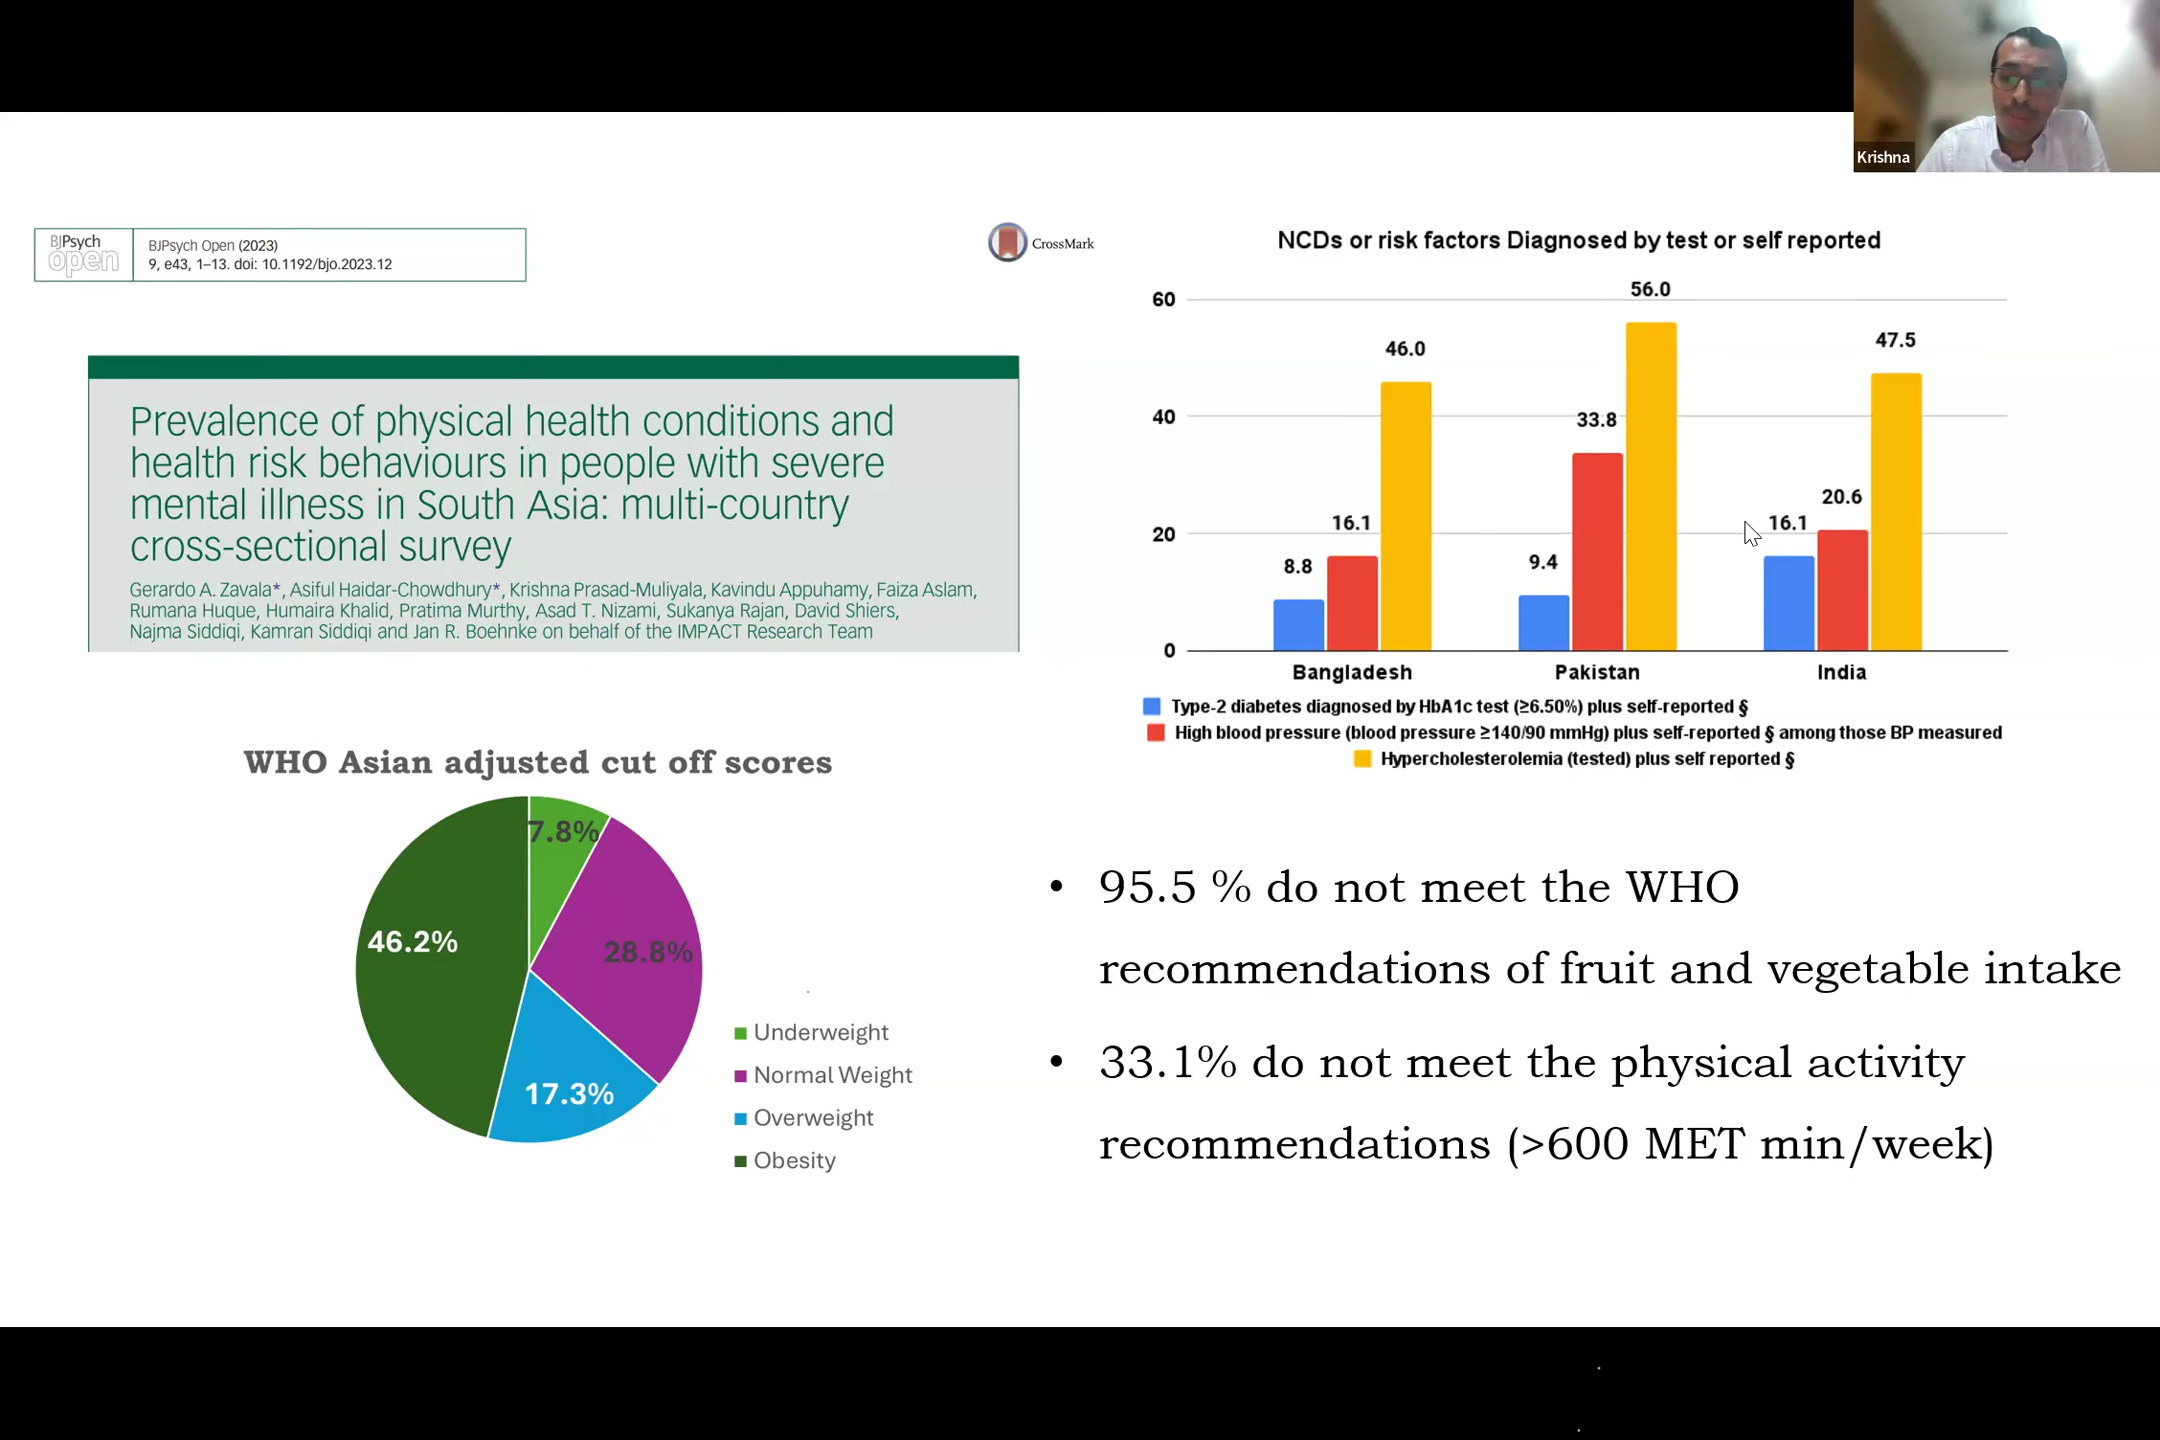 Krishna
BJPsych
open
BJPsych Open (2023)
9, e43, 1–13. doi: 10.1192/bjo.2023.12
CrossMark
Prevalence of physical health conditions and
health risk behaviours in people with severe
mental illness in South Asia: multi-country
cross-sectional survey
Gerardo A. Zavala*, Asiful Haidar-Chowdhury*, Krishna Prasad-Muliyala, Kavindu Appuhamy, Faiza Aslam,
Rumana Huque, Humaira Khalid, Pratima Murthy, Asad T. Nizami, Sukanya Rajan, David Shiers,
Najma Siddiqi, Kamran Siddiqi and Jan R. Boehnke on behalf of the IMPACT Research Team
NCDs or risk factors Diagnosed by test or self reported
60
40
20
0
8.8
16.1
46.0
9.4
33.8
56.0
16.1
20.6
47.5
Bangladesh
Pakistan
India
Type-2 diabetes diagnosed by HbA1c test (≥6.50%) plus self-reported §
High blood pressure (blood pressure ≥140/90 mmHg) plus self-reported § among those BP measured
Hypercholesterolemia (tested) plus self reported §
WHO Asian adjusted cut off scores
7.8%
28.8%
17.3%
46.2%
Underweight
Normal Weight
Overweight
Obesity
• 95.5 % do not meet the WHO
recommendations of fruit and vegetable intake
• 33.1% do not meet the physical activity
recommendations (>600 MET min/week)